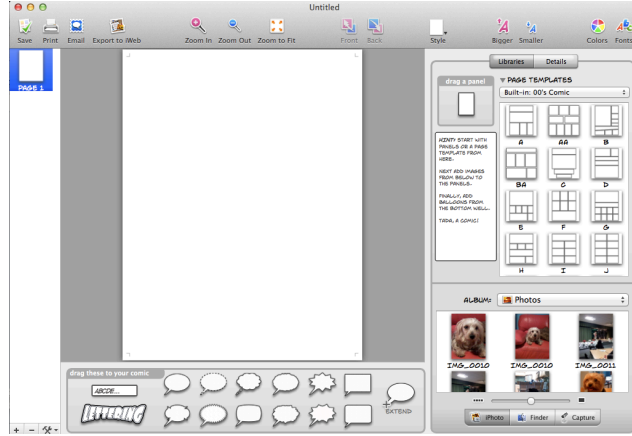 Untitled
Save Print Email Export to iWeb Zoom In Zoom Out Zoom to Fit Front Back Style Bigger Smaller Colors Fonts
PAGE 1
Libraries Details
drag a panel
PAGE TEMPLATES
Built-in: 00's Comic
A AA B
HINT: START WITH
PANELS OR A PAGE
TEMPLATE FROM
HERE.
NEXT ADD IMAGES
FROM BELOW TO
THE PANELS.
FINALLY, ADD
BALLOONS FROM
THE BOTTOM WELL.
TADA, A COMIC!
BA C D
E F G
H I J
ALBUM: Photos
IMG_0010 IMG_0010 IMG_0011
drag these to your comic
ABCDE...
LETTERING
EXTEND
iPhoto Finder Capture